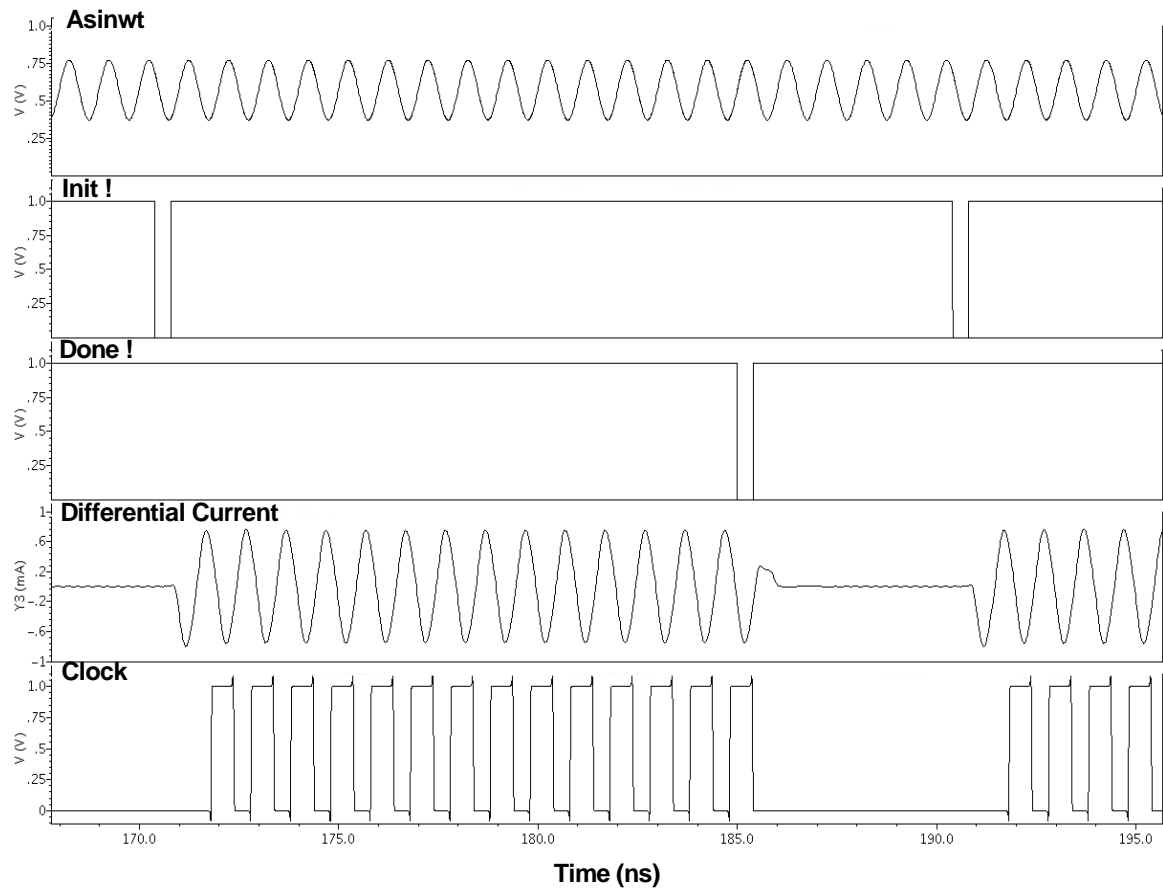 Asinwt
1.0
.75
.5
.25
V (V)
Init !
1.0
.75
.5
.25
V (V)
Done !
1.0
.75
.5
.25
V (V)
Differential Current
1
.6
.2
-.2
-.6
-1
Y3 (mA)
Clock
1.0
.75
.5
.25
0
V (V)
170.0 175.0 180.0 185.0 190.0 195.0
Time (ns)